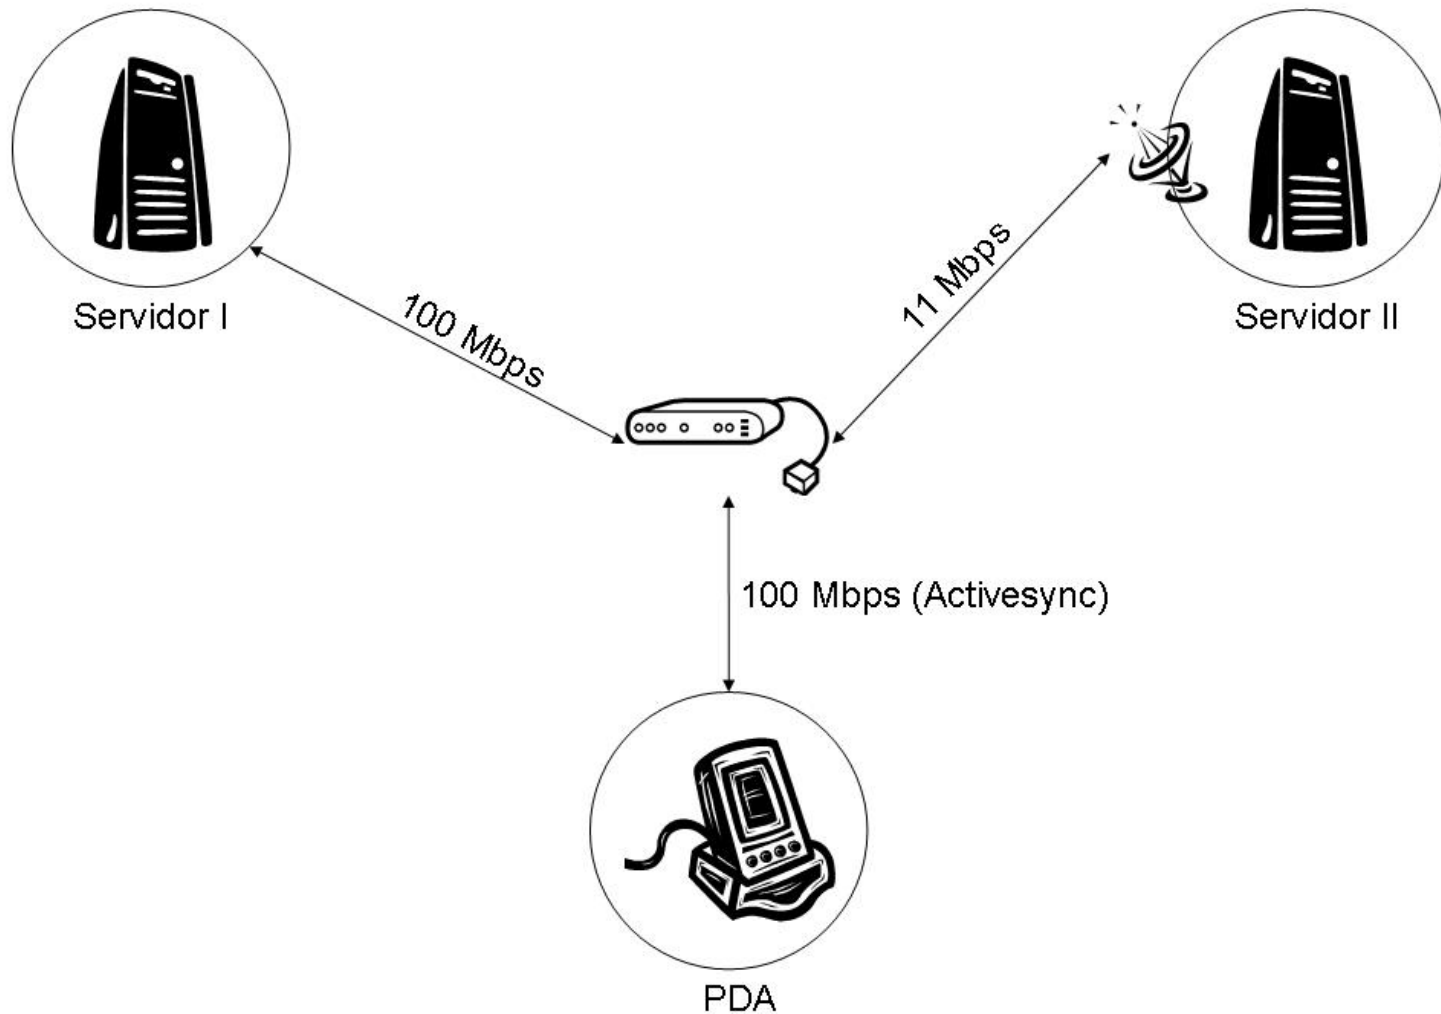 Servidor I
Servidor II
100 Mbps
11 Mbps
100 Mbps (Activesync)
PDA